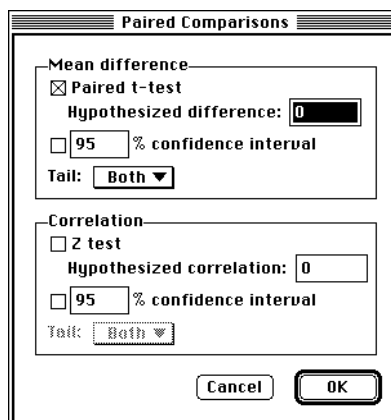 Paired Comparisons
Mean difference
Paired t-test
Hypothesized difference: 0
95 % confidence interval
Tail: Both
Correlation
Z test
Hypothesized correlation: 0
95 % confidence interval
Tail: Both
Cancel OK